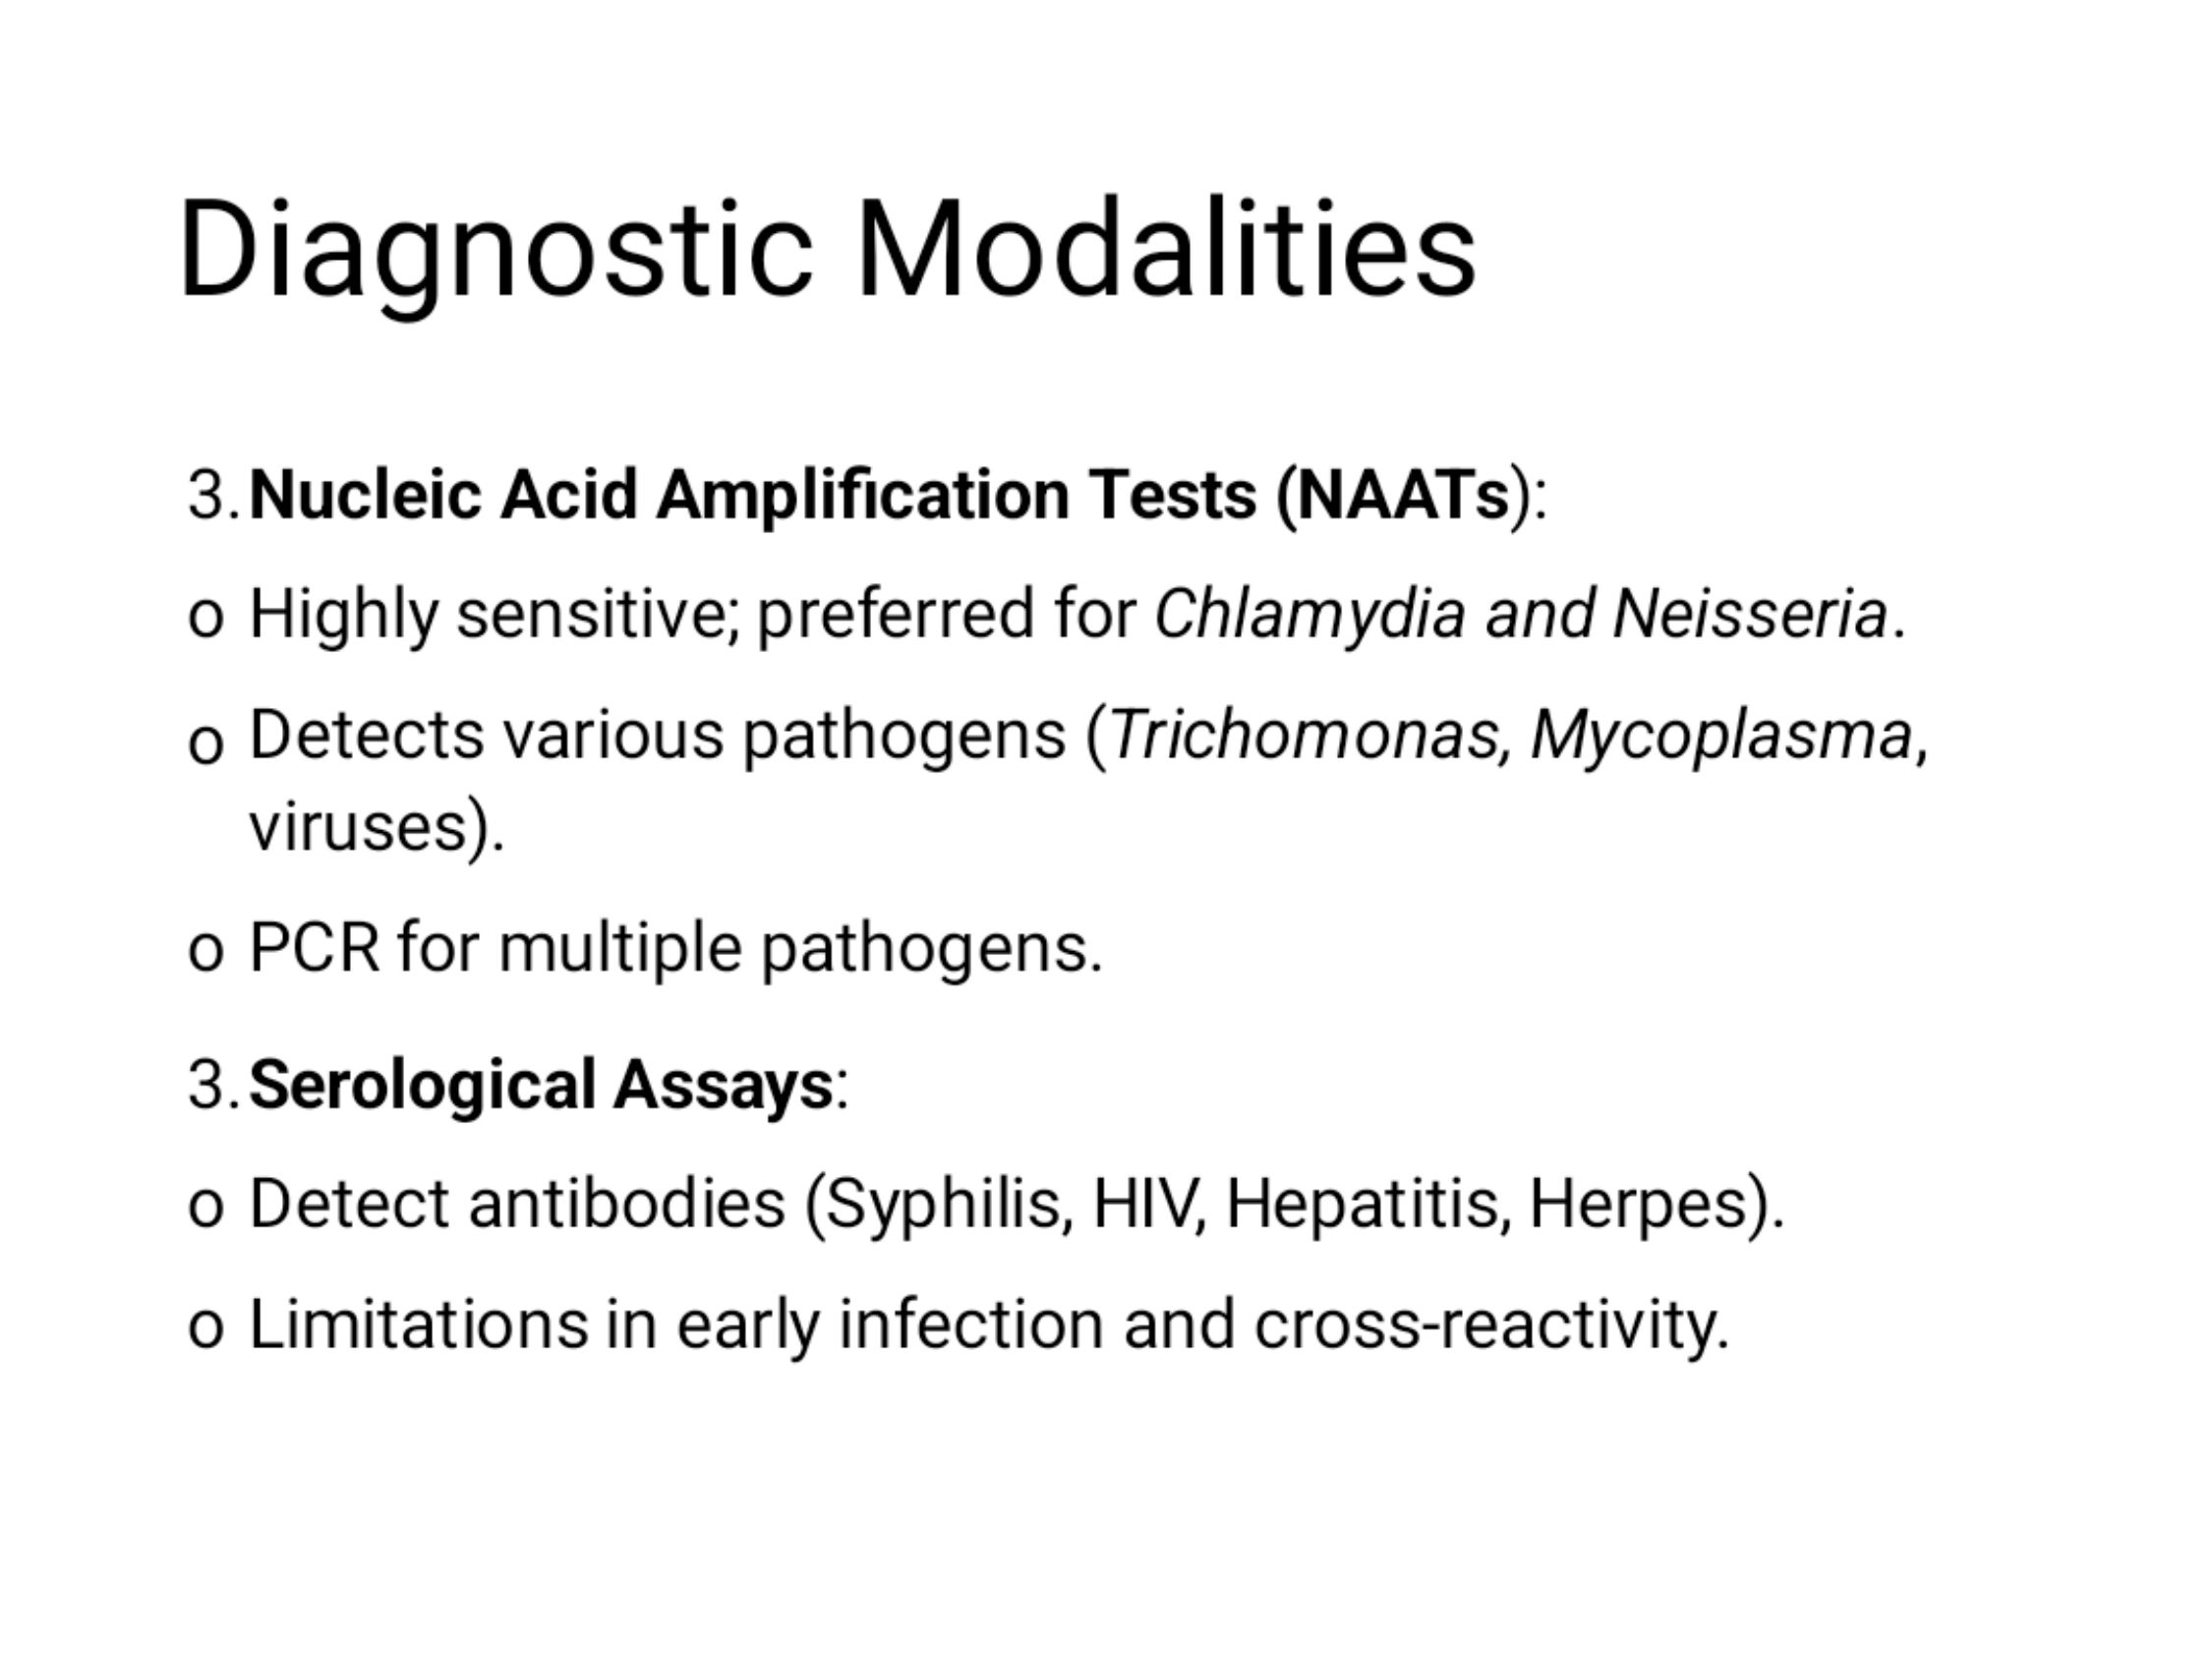 Diagnostic Modalities
3. Nucleic Acid Amplification Tests (NAATs):
o Highly sensitive; preferred for Chlamydia and Neisseria.
o Detects various pathogens (Trichomonas, Mycoplasma,
viruses).
o PCR for multiple pathogens.
3. Serological Assays:
o Detect antibodies (Syphilis, HIV, Hepatitis, Herpes).
o Limitations in early infection and cross-reactivity.